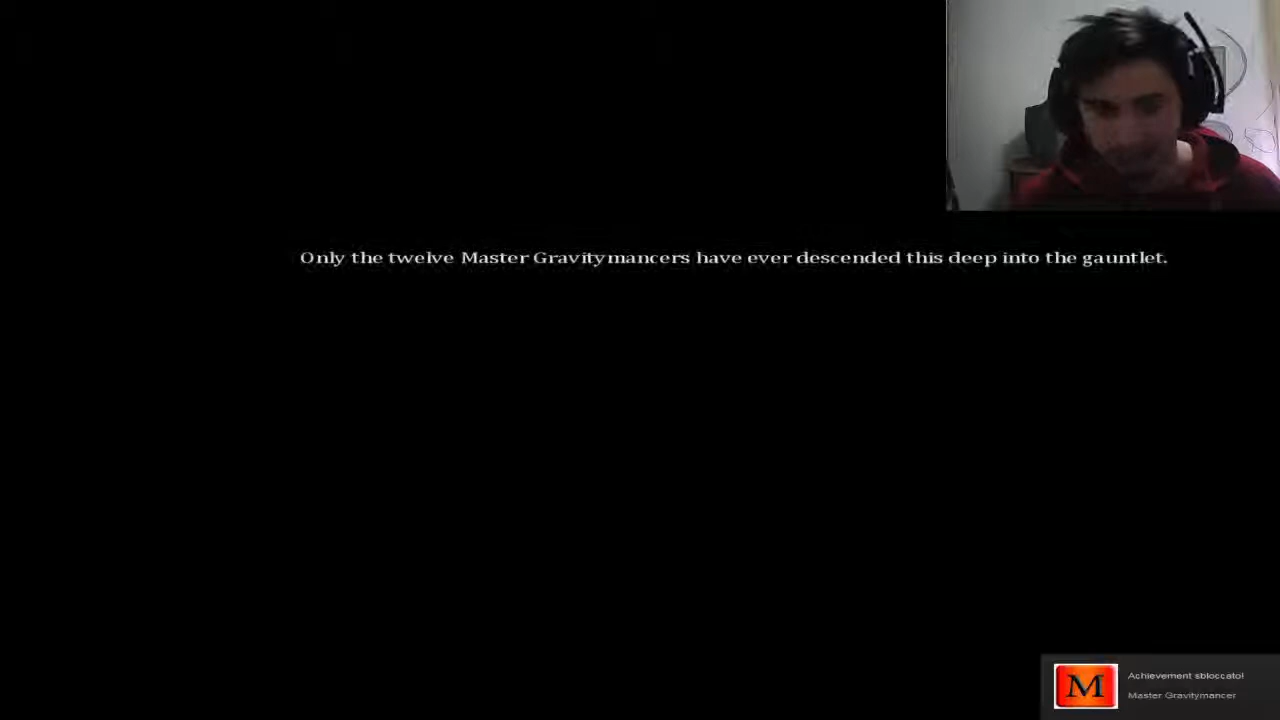 Only the twelve Master Gravitymancers have ever descended this deep into the gauntlet.
M
Achievement sbloccato!
Master Gravitymancer